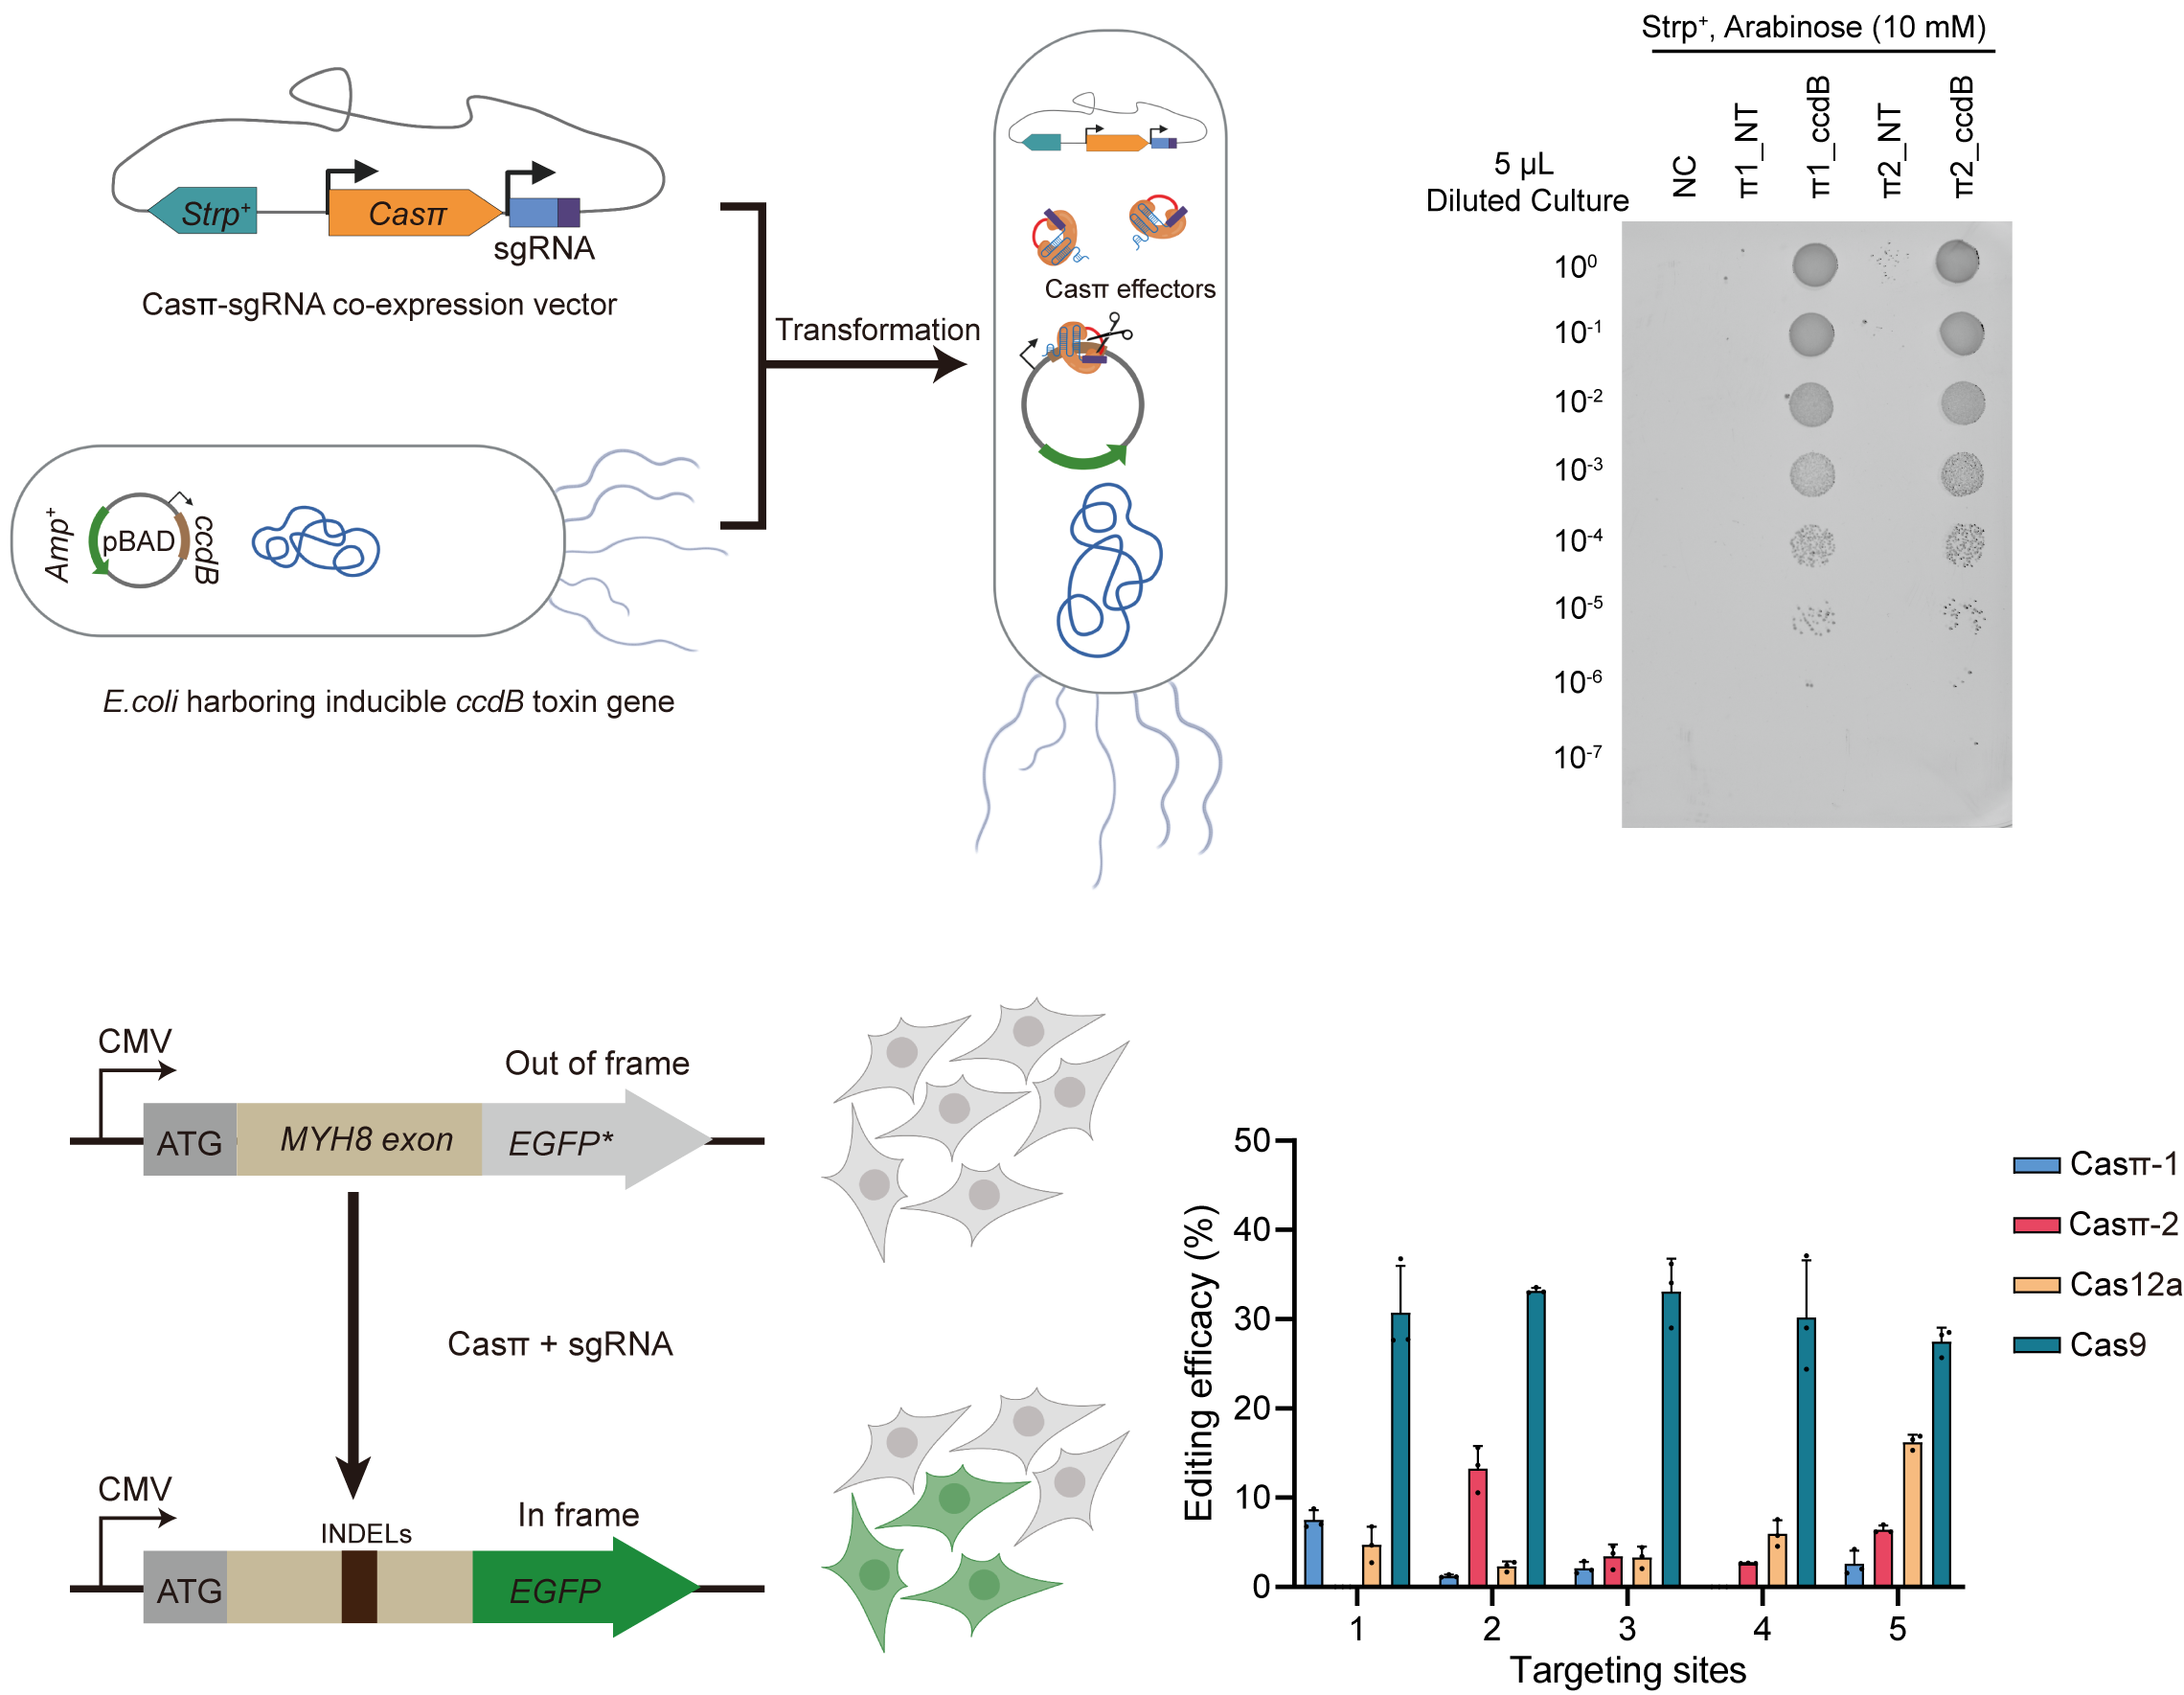 Strp⁺
Casπ
sgRNA
Casπ-sgRNA co-expression vector
Transformation
Amp⁺
pBAD
ccdB
E.coli harboring inducible ccdB toxin gene
Casπ effectors
Strp⁺, Arabinose (10 mM)
5 µL
Diluted Culture
NC
π1_NT
π1_ccdB
π2_NT
π2_ccdB
10⁰
10⁻¹
10⁻²
10⁻³
10⁻⁴
10⁻⁵
10⁻⁶
10⁻⁷
CMV
Out of frame
ATG
MYH8 exon
EGFP*
Casπ + sgRNA
CMV
INDELs
In frame
ATG
EGFP
Editing efficacy (%)
50
40
30
20
10
0
1
2
3
4
5
Targeting sites
Casπ-1
Casπ-2
Cas12a
Cas9